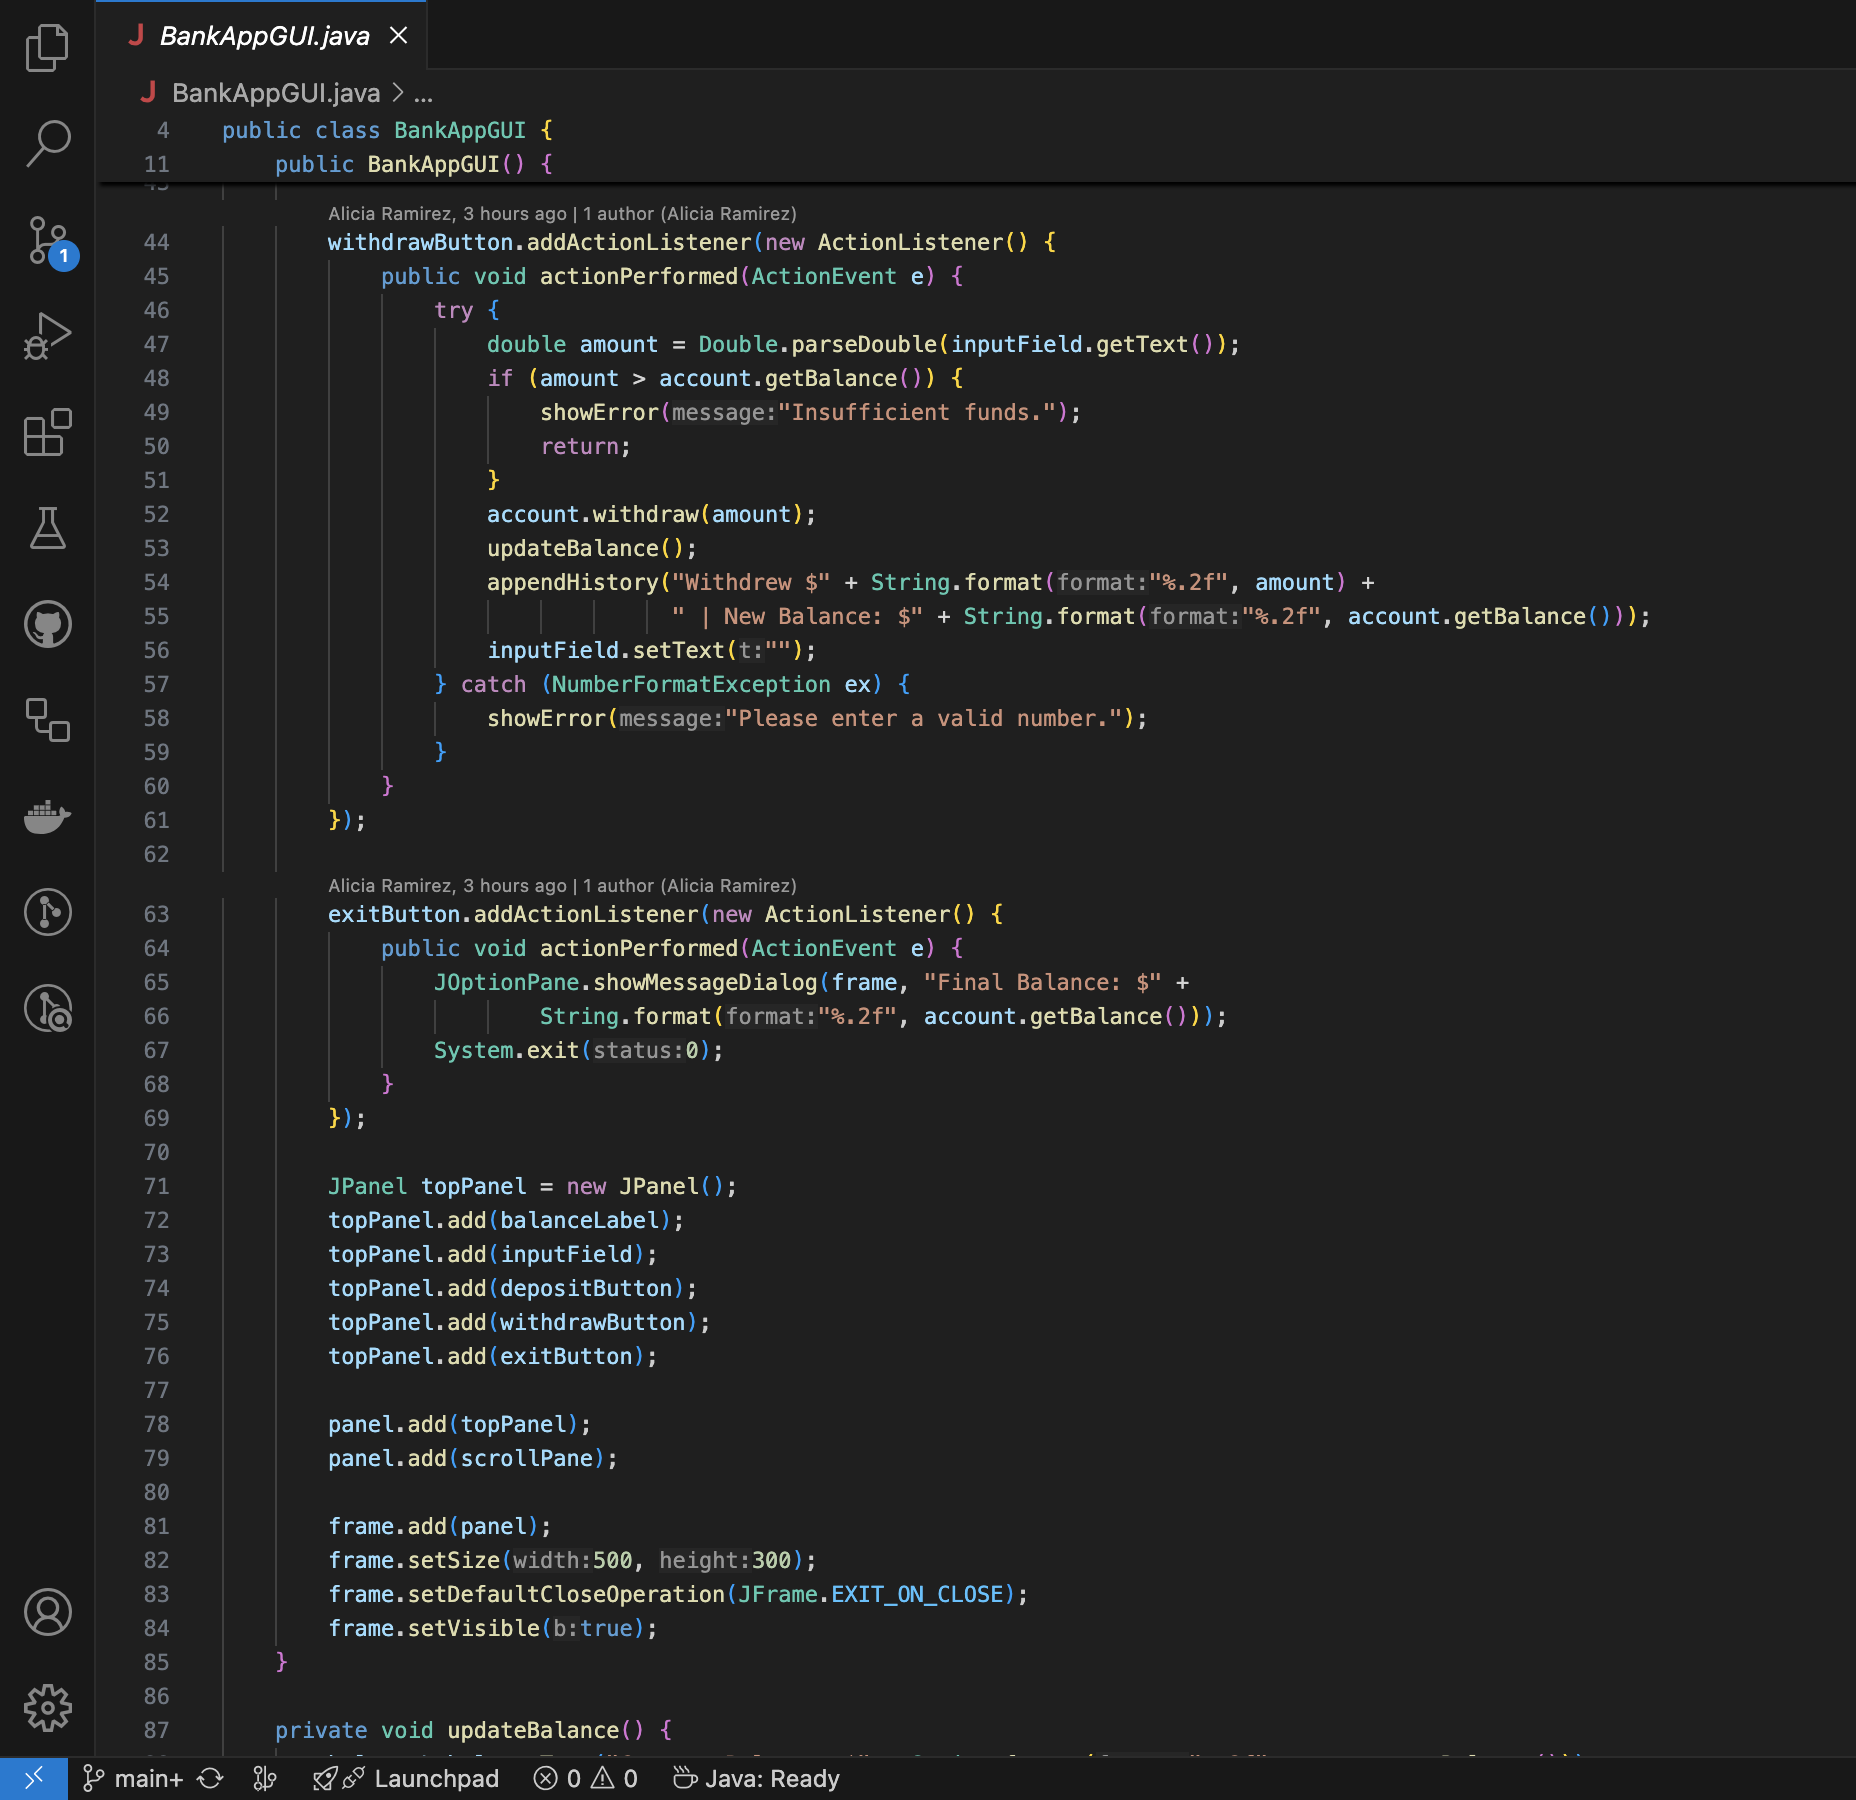 BankAppGUI.java
BankAppGUI.java > ...
4 public class BankAppGUI {
11 public BankAppGUI() {
Alicia Ramirez, 3 hours ago | 1 author (Alicia Ramirez)
44 withdrawButton.addActionListener(new ActionListener() {
45 public void actionPerformed(ActionEvent e) {
46 try {
47 double amount = Double.parseDouble(inputField.getText());
48 if (amount > account.getBalance()) {
49 showError(message:"Insufficient funds.");
50 return;
51 }
52 account.withdraw(amount);
53 updateBalance();
54 appendHistory("Withdrew $" + String.format(format:"%.2f", amount) +
55 " | New Balance: $" + String.format(format:"%.2f", account.getBalance()));
56 inputField.setText(t:"");
57 } catch (NumberFormatException ex) {
58 showError(message:"Please enter a valid number.");
59 }
60 }
61 });
62
Alicia Ramirez, 3 hours ago | 1 author (Alicia Ramirez)
63 exitButton.addActionListener(new ActionListener() {
64 public void actionPerformed(ActionEvent e) {
65 JOptionPane.showMessageDialog(frame, "Final Balance: $" +
66 String.format(format:"%.2f", account.getBalance()));
67 System.exit(status:0);
68 }
69 });
70
71 JPanel topPanel = new JPanel();
72 topPanel.add(balanceLabel);
73 topPanel.add(inputField);
74 topPanel.add(depositButton);
75 topPanel.add(withdrawButton);
76 topPanel.add(exitButton);
77
78 panel.add(topPanel);
79 panel.add(scrollPane);
80
81 frame.add(panel);
82 frame.setSize(width:500, height:300);
83 frame.setDefaultCloseOperation(JFrame.EXIT_ON_CLOSE);
84 frame.setVisible(b:true);
85 }
86
87 private void updateBalance() {
1
main+ Launchpad 0 0 Java: Ready